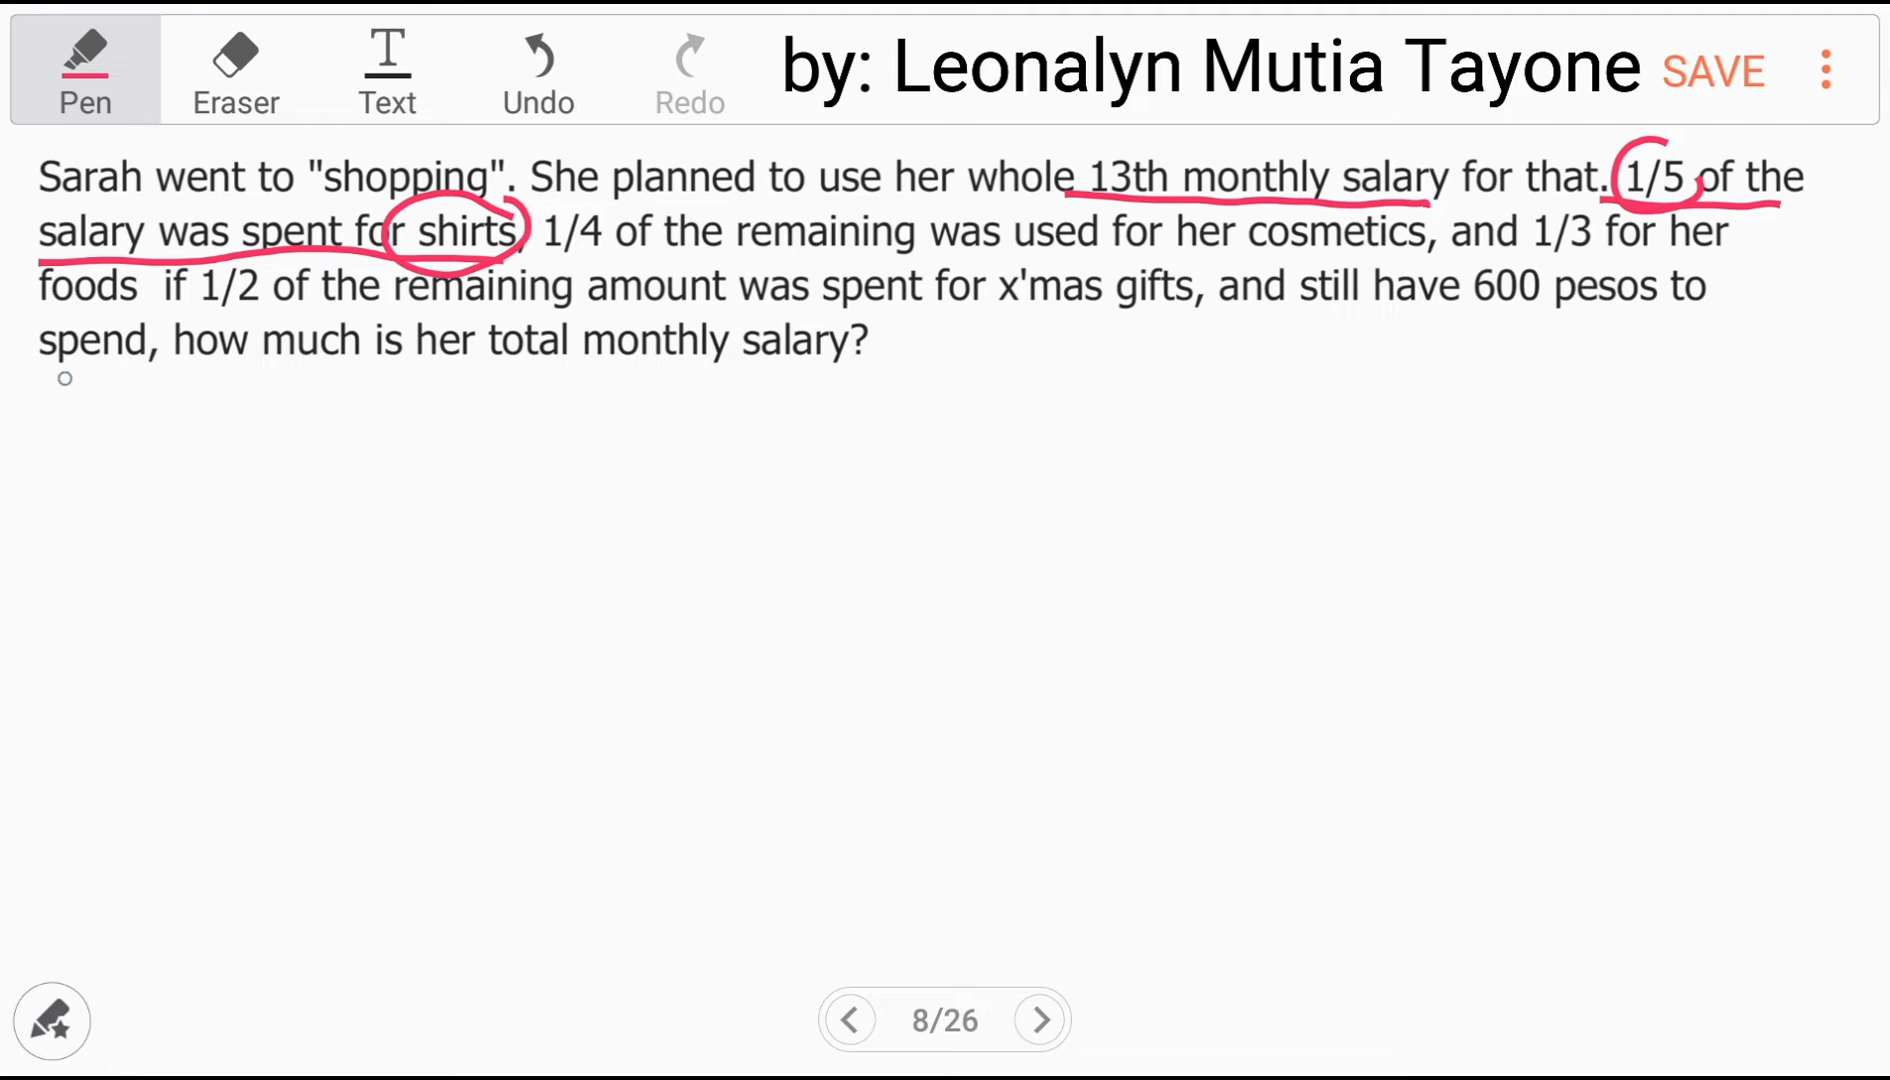 Pen
Eraser
Text
Undo
Redo
by: Leonalyn Mutia Tayone
SAVE
Sarah went to "shopping". She planned to use her whole 13th monthly salary for that. 1/5 of the
salary was spent for shirts, 1/4 of the remaining was used for her cosmetics, and 1/3 for her
foods  if 1/2 of the remaining amount was spent for x'mas gifts, and still have 600 pesos to
spend, how much is her total monthly salary?
8/26